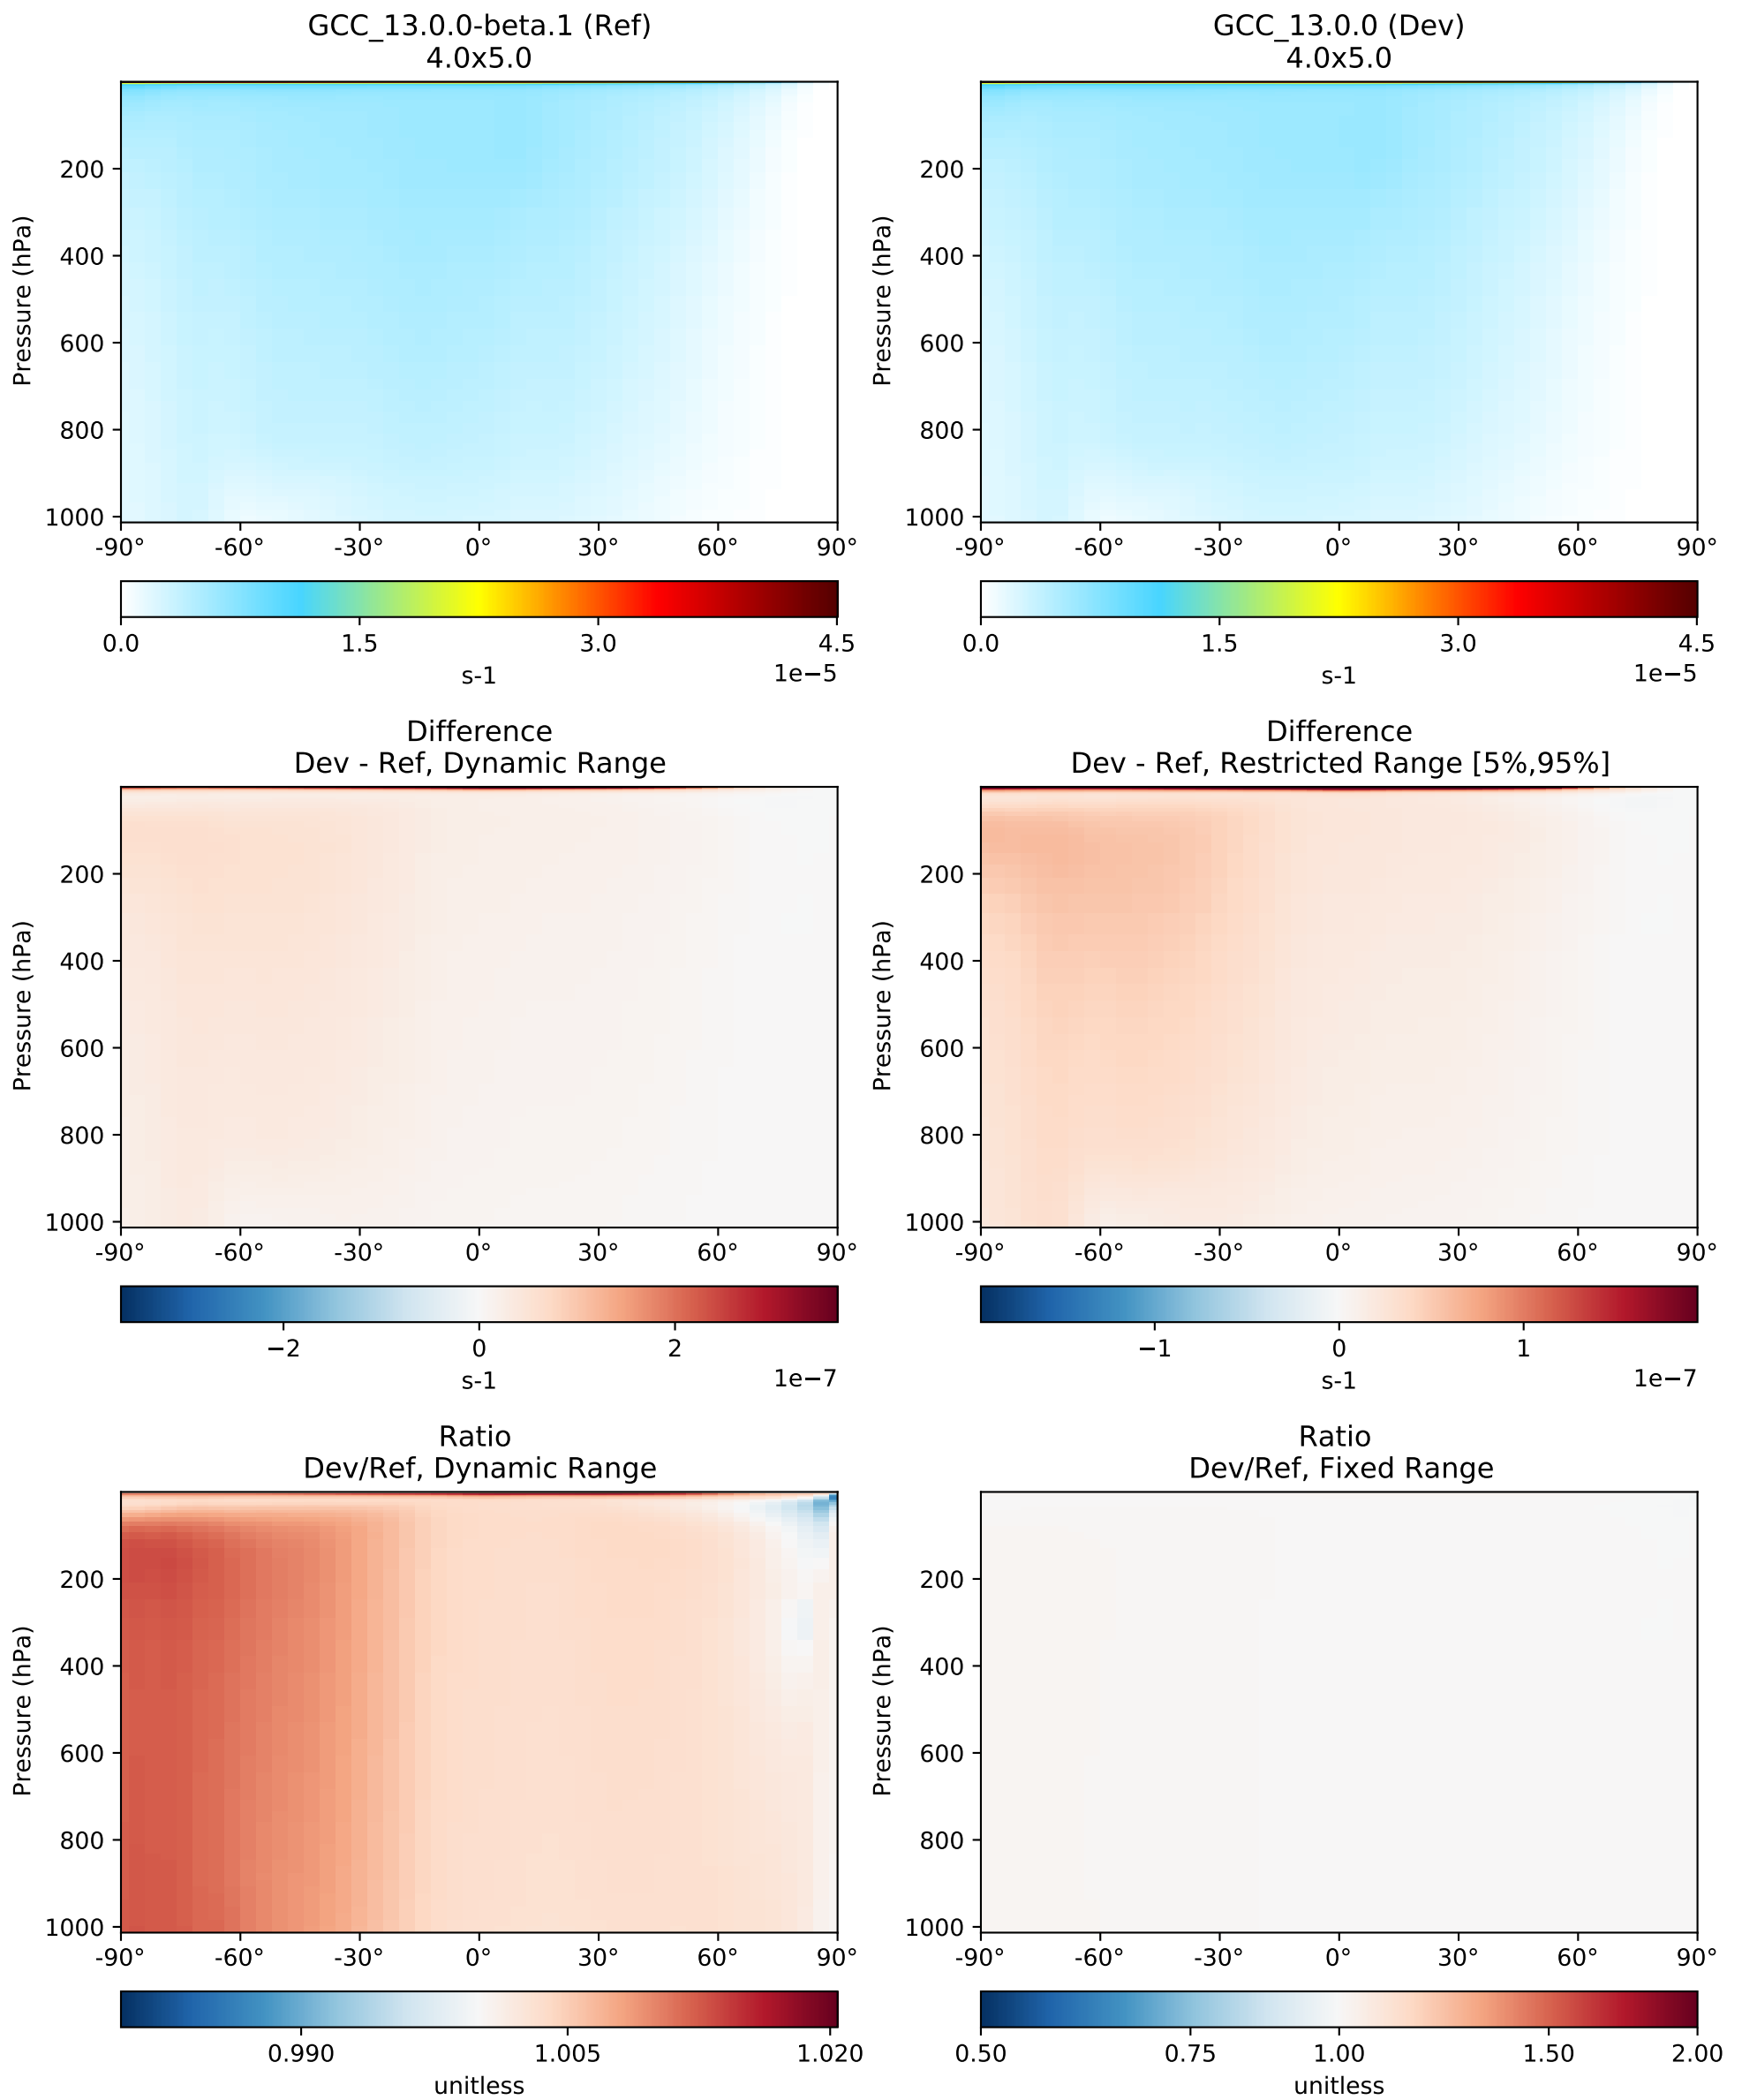 GCC_13.0.0-beta.1 (Ref)
4.0x5.0
Pressure (hPa)
200
400
600
800
1000
-90° -60° -30° 0° 30° 60° 90°
0.0 1.5 3.0 4.5
s-1
1e−5
GCC_13.0.0 (Dev)
4.0x5.0
Pressure (hPa)
200
400
600
800
1000
-90° -60° -30° 0° 30° 60° 90°
0.0 1.5 3.0 4.5
s-1
1e−5
Difference
Dev - Ref, Dynamic Range
Pressure (hPa)
200
400
600
800
1000
-90° -60° -30° 0° 30° 60° 90°
−2 0 2
s-1
1e−7
Difference
Dev - Ref, Restricted Range [5%,95%]
Pressure (hPa)
200
400
600
800
1000
-90° -60° -30° 0° 30° 60° 90°
−1 0 1
s-1
1e−7
Ratio
Dev/Ref, Dynamic Range
Pressure (hPa)
200
400
600
800
1000
-90° -60° -30° 0° 30° 60° 90°
0.990 1.005 1.020
unitless
Ratio
Dev/Ref, Fixed Range
Pressure (hPa)
200
400
600
800
1000
-90° -60° -30° 0° 30° 60° 90°
0.50 0.75 1.00 1.50 2.00
unitless